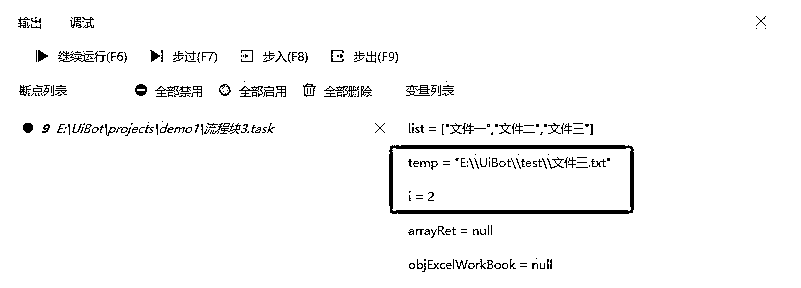 输出 调试
继续运行(F6) 步过(F7) 步入(F8) 步出(F9)
断点列表 全部禁用 全部启用 全部删除 变量列表
9 E:\UiBot\projects\demo1\流程块3.task
list = ["文件一","文件二","文件三"]
temp = "E:\\UiBot\\test\\文件三.txt"
i = 2
arrayRet = null
objExcelWorkBook = null